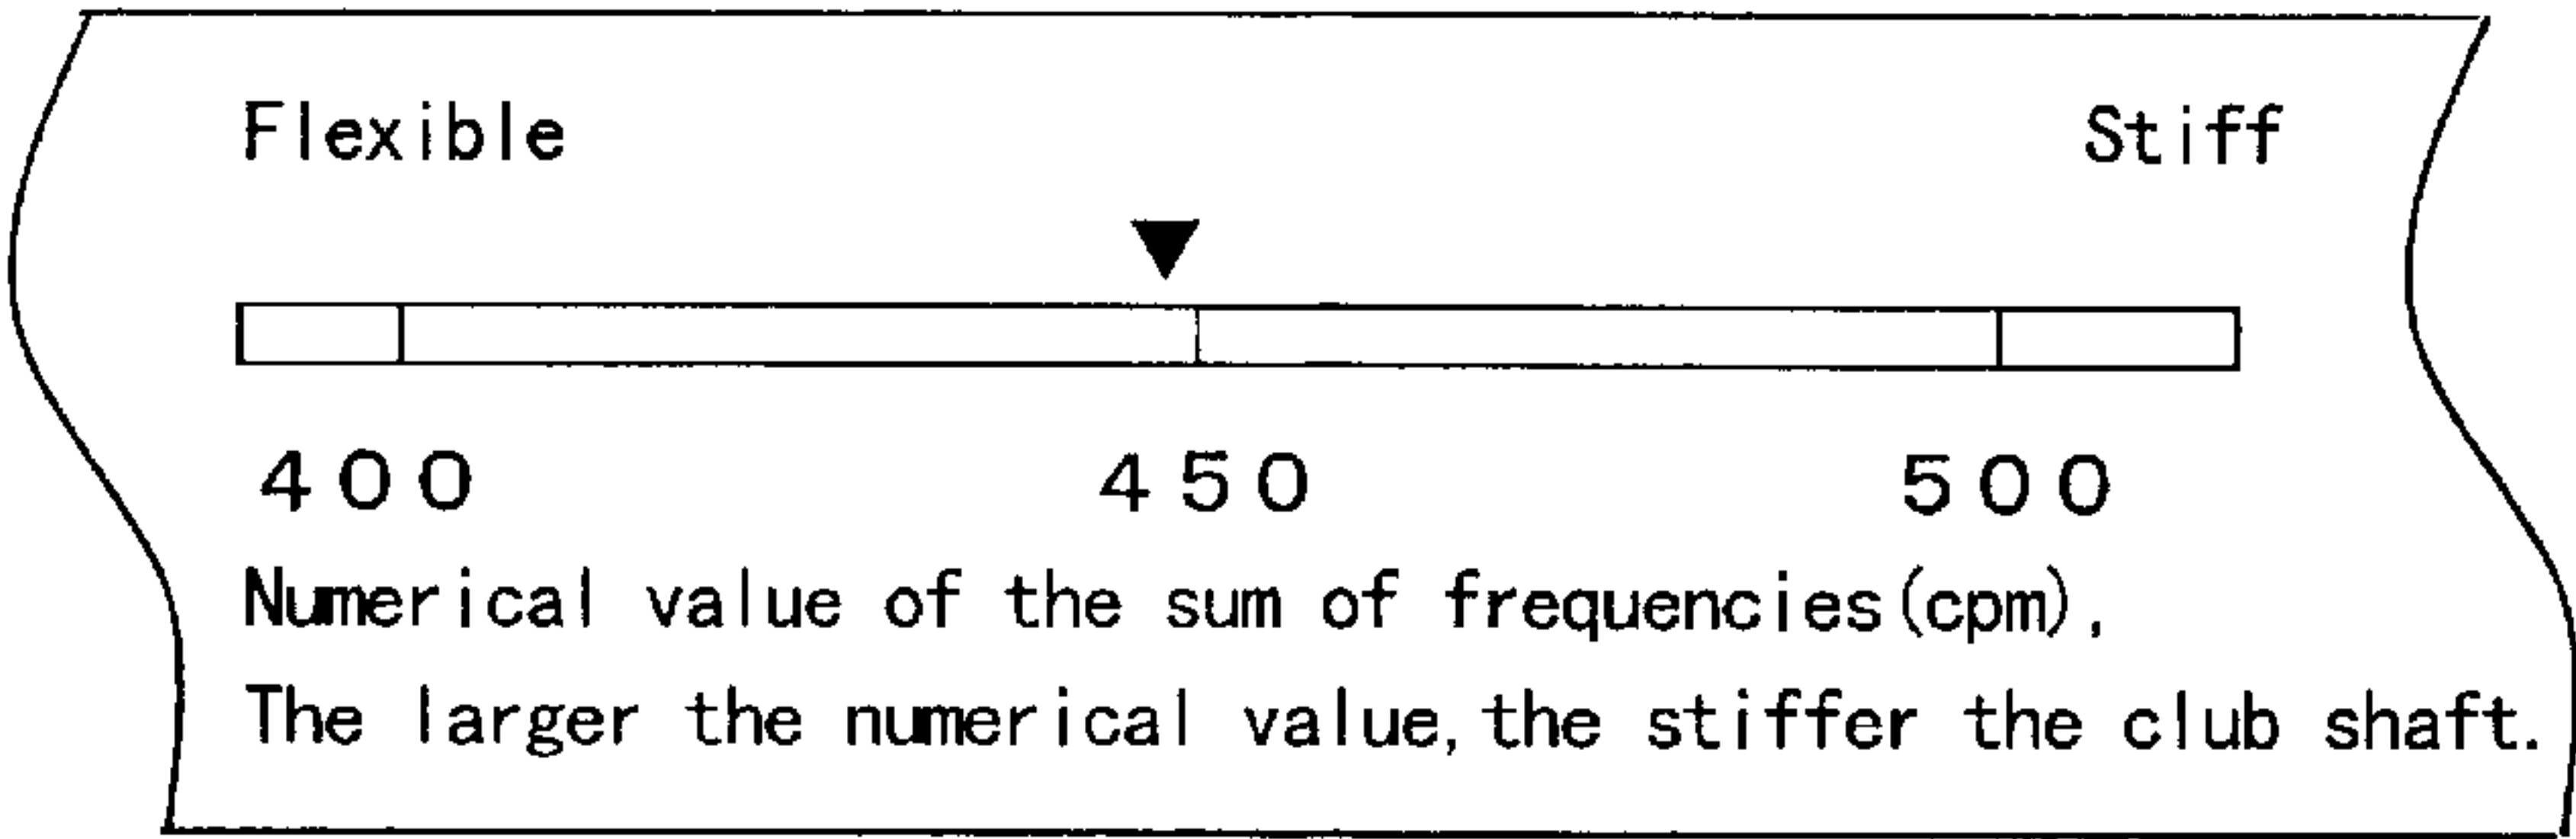 Flexible Stiff
400 450 500
Numerical value of the sum of frequencies(cpm),
The larger the numerical value, the stiffer the club shaft.